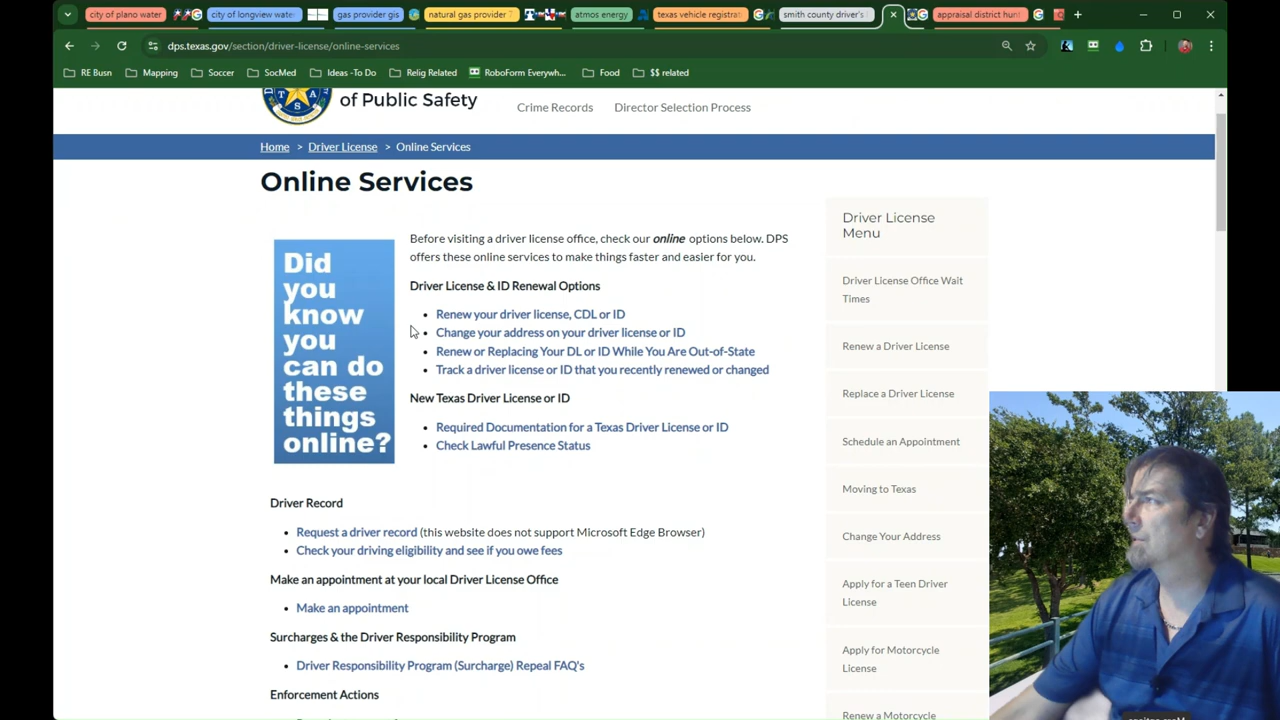 city of plano water
city of longview water
gas provider gis
natural gas provider 7
atmos energy
texas vehicle registrat
smith county driver's
appraisal district hunt
dps.texas.gov/section/driver-license/online-services
RE Busn
Mapping
Soccer
SocMed
Ideas -To Do
Relig Related
RoboForm Everywh...
Food
$$ related
of Public Safety
Crime Records
Director Selection Process
Home > Driver License > Online Services
Online Services
Did
you
know
you
can do
these
things
online?
Before visiting a driver license office, check our online options below. DPS
offers these online services to make things faster and easier for you.
Driver License & ID Renewal Options
• Renew your driver license, CDL or ID
• Change your address on your driver license or ID
• Renew or Replacing Your DL or ID While You Are Out-of-State
• Track a driver license or ID that you recently renewed or changed
New Texas Driver License or ID
• Required Documentation for a Texas Driver License or ID
• Check Lawful Presence Status
Driver Record
• Request a driver record (this website does not support Microsoft Edge Browser)
• Check your driving eligibility and see if you owe fees
Make an appointment at your local Driver License Office
• Make an appointment
Surcharges & the Driver Responsibility Program
• Driver Responsibility Program (Surcharge) Repeal FAQ's
Enforcement Actions
Driver License
Menu
Driver License Office Wait
Times
Renew a Driver License
Replace a Driver License
Schedule an Appointment
Moving to Texas
Change Your Address
Apply for a Teen Driver
License
Apply for Motorcycle
License
Renew a Motorcycle